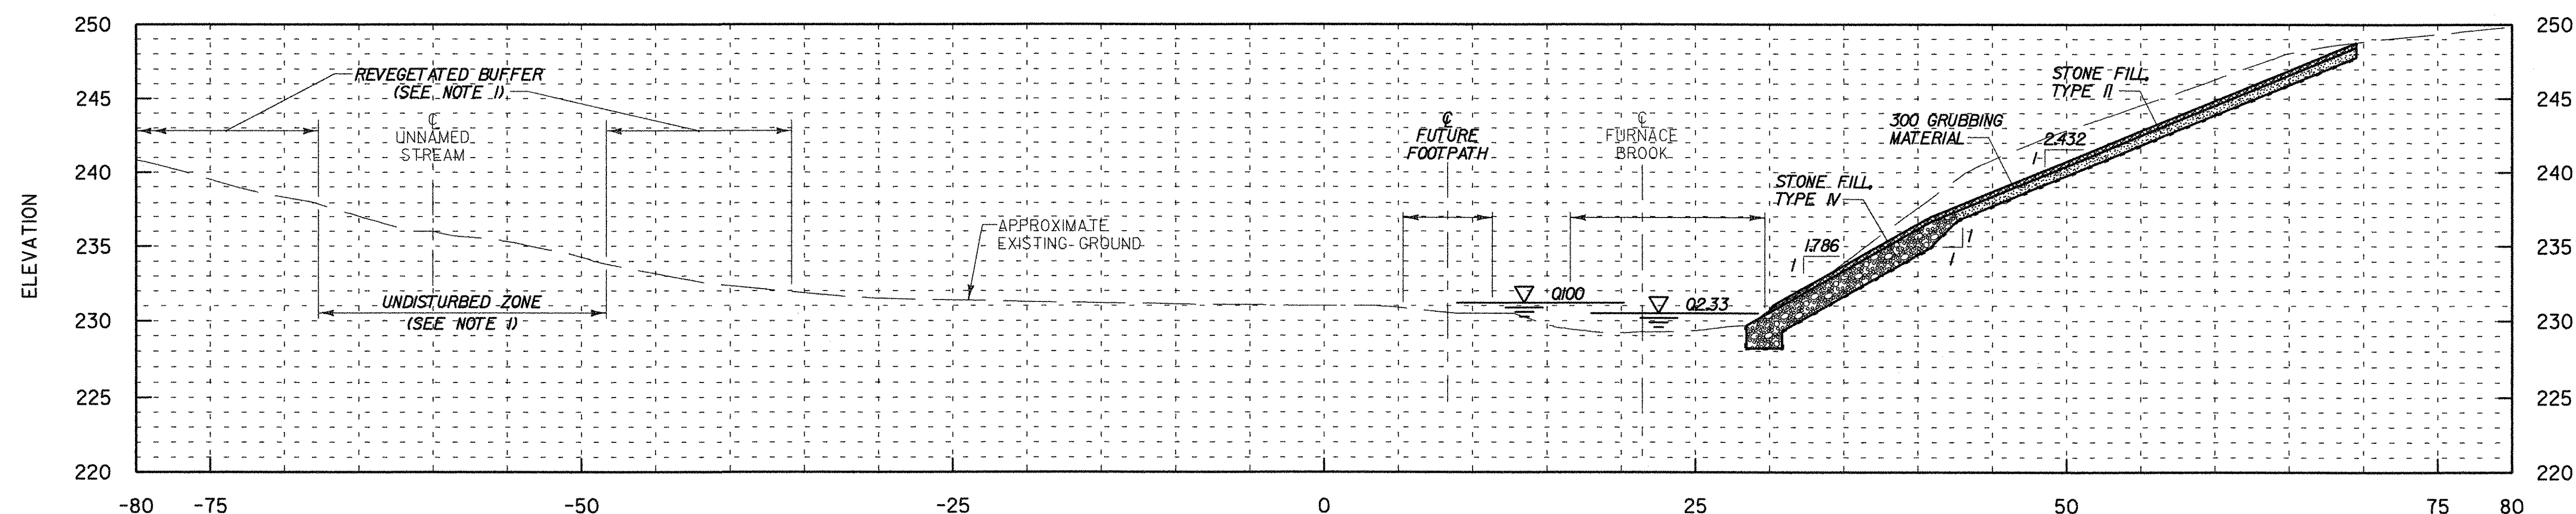 250
245
240
235
230
225
220
ELEVATION
REVEGETATED BUFFER
(SEE NOTE 1)
℄
UNNAMED
STREAM
UNDISTURBED ZONE
(SEE NOTE 1)
APPROXIMATE
EXISTING GROUND
℄
FUTURE
FOOTPATH
℄
FURNACE
BROOK
Q100
Q2.33
STONE FILL,
TYPE IV
1.786
1
300 GRUBBING
MATERIAL
2.432
1
STONE FILL,
TYPE II
1
1
250
245
240
235
230
225
220
-80
-75
-50
-25
0
25
50
75
80